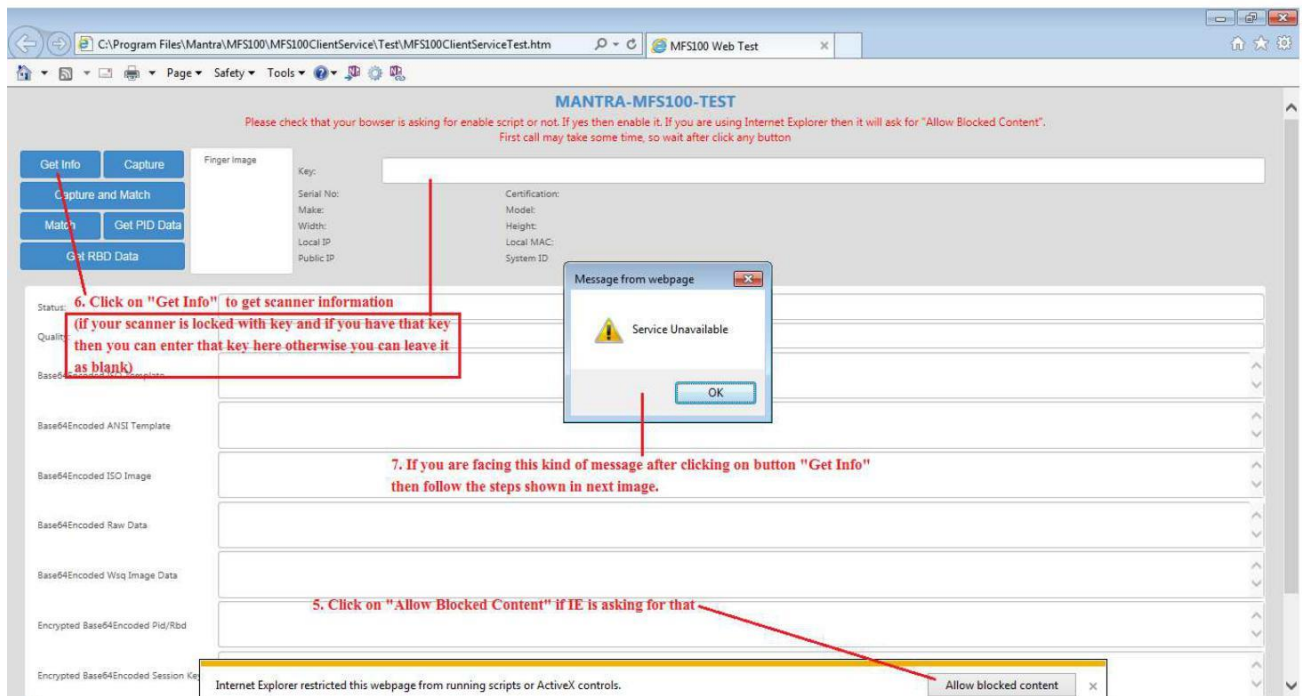 C:\Program Files\Mantra\MFS100\MFS100ClientService\Test\MFS100ClientServiceTest.htm
MFS100 Web Test
Page Safety Tools
MANTRA-MFS100-TEST
Please check that your bowser is asking for enable script or not. If yes then enable it. If you are using Internet Explorer then it will ask for "Allow Blocked Content".
First call may take some time, so wait after click any button
Get Info Capture
Capture and Match
Match Get PID Data
Get RBD Data
Finger Image
Key:
Serial No: Certification:
Make: Model:
Width: Height:
Local IP Local MAC:
Public IP System ID
Message from webpage
Service Unavailable
OK
Status:
6. Click on "Get Info" to get scanner information
(if your scanner is locked with key and if you have that key
then you can enter that key here otherwise you can leave it
as blank)
Quality
Base64Encoded ISO Template
Base64Encoded ANSI Template
7. If you are facing this kind of message after clicking on button "Get Info"
then follow the steps shown in next image.
Base64Encoded ISO Image
Base64Encoded Raw Data
Base64Encoded Wsq Image Data
5. Click on "Allow Blocked Content" if IE is asking for that
Encrypted Base64Encoded Pid/Rbd
Encrypted Base64Encoded Session Key
Internet Explorer restricted this webpage from running scripts or ActiveX controls.
Allow blocked content